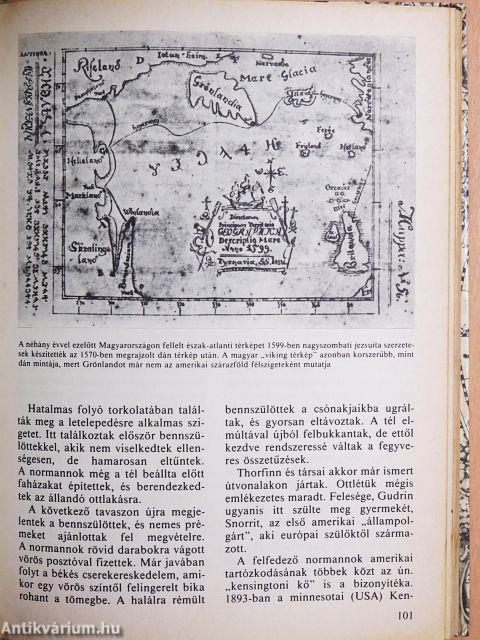 Riseland
Grönlandia
Mare Glacia
Helleland
Markland
Winlandia
Britanica
Anno 1599.
A néhány évvel ezelőtt Magyarországon fellelt észak-atlanti térképet 1599-ben nagyszombati jezsuita szerzete-
sek készítették az 1570-ben megrajzolt dán térkép után. A magyar „viking térkép” azonban korszerűbb, mint
dán mintája, mert Grönlandot már nem az amerikai szárazföld félszigeteként mutatja
Hatalmas folyó torkolatában talál-
ták meg a letelepedésre alkalmas szi-
getet. Itt találkoztak először bennszü-
löttekkel, akik nem viselkedtek ellen-
ségesen, de hamarosan eltűntek.
A normannok még a tél beállta előtt
faházakat építettek, és berendezked-
tek az állandó ottlakásra.
A következő tavaszon újra megje-
lentek a bennszülöttek, és nemes pré-
meket ajánlottak fel megvételre.
A normannok rövid darabokra vágott
vörös posztóval fizettek. Már javában
folyt a békés cserekereskedelem, ami-
kor egy vörös színtől felingerelt bika
rohant a tömegbe. A halálra rémült
bennszülöttek a csónakjaikba ugrál-
tak, és gyorsan eltávoztak. A tél el-
múltával újból felbukkantak, de ettől
kezdve rendszeressé váltak a fegyve-
res összetűzések.
Thorfinn és társai akkor már ismert
útvonalakon jártak. Ottlétük mégis
emlékezetes maradt. Felesége, Gudrin
ugyanis itt szülte meg gyermekét,
Snorrit, az első amerikai „állampol-
gárt”, aki európai szülőktől szárma-
zott.
A felfedező normannok amerikai
tartózkodásának többek közt az ún.
„kensingtoni kő” is a bizonyítéka.
1893-ban a minnesotai (USA) Ken-
101
Antikvárium.hu